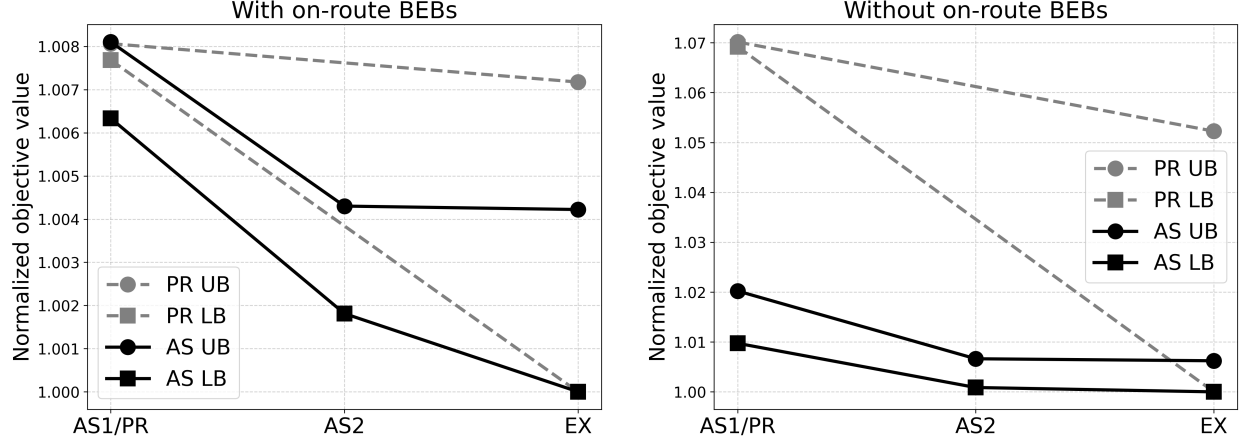 With on-route BEBs
Normalized objective value
1.008
1.007
1.006
1.005
1.004
1.003
1.002
1.001
1.000
PR UB
PR LB
AS UB
AS LB
AS1/PR
AS2
EX
Without on-route BEBs
Normalized objective value
1.07
1.06
1.05
1.04
1.03
1.02
1.01
1.00
PR UB
PR LB
AS UB
AS LB
AS1/PR
AS2
EX